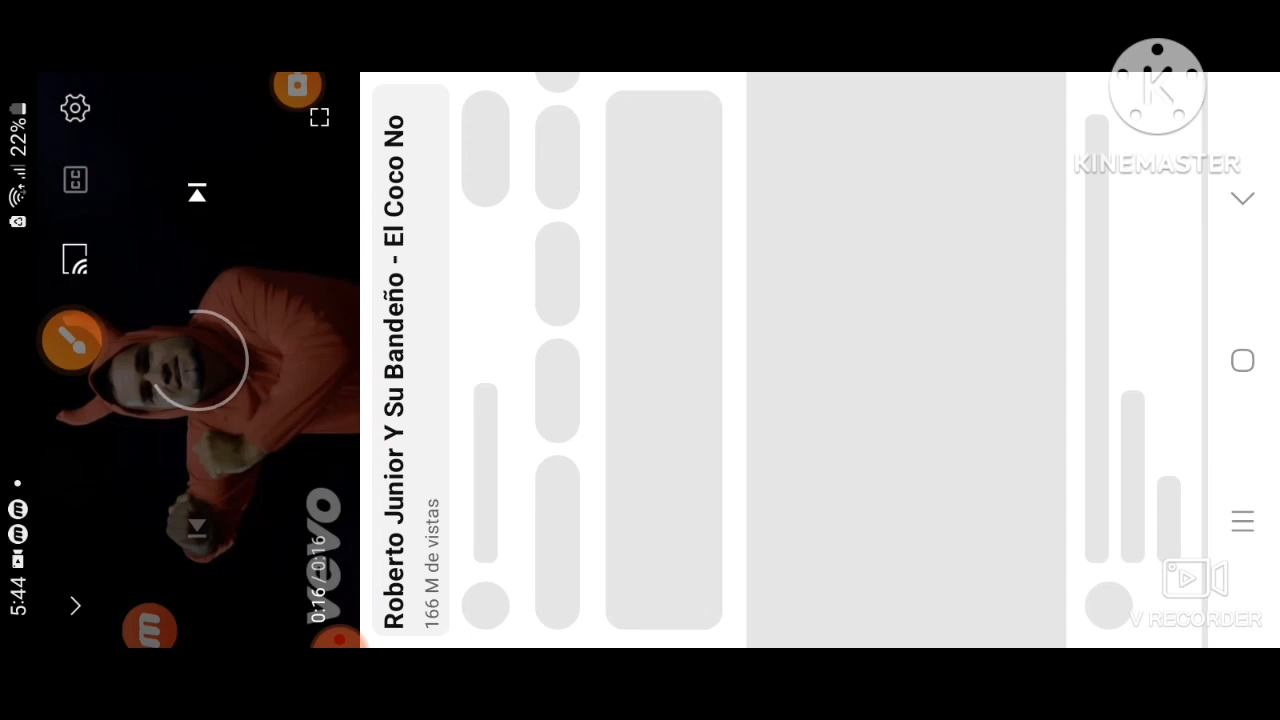 5:44
22%
vevo
0:16 / 0:16
Roberto Junior Y Su Bandeño - El Coco No
166 M de vistas
KINEMASTER
V RECORDER